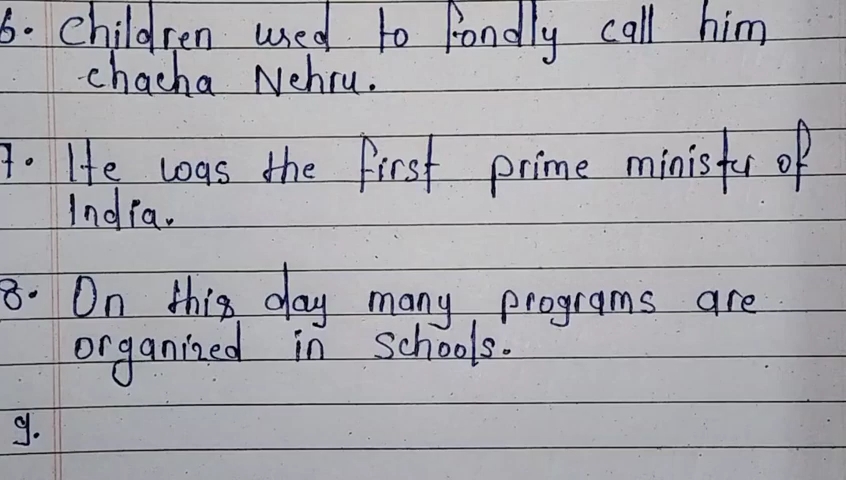 6. Children used to fondly call him
chacha Nehru.
7. He was the first prime minister of
India.
8. On this day many programs are
organized in schools.
9.